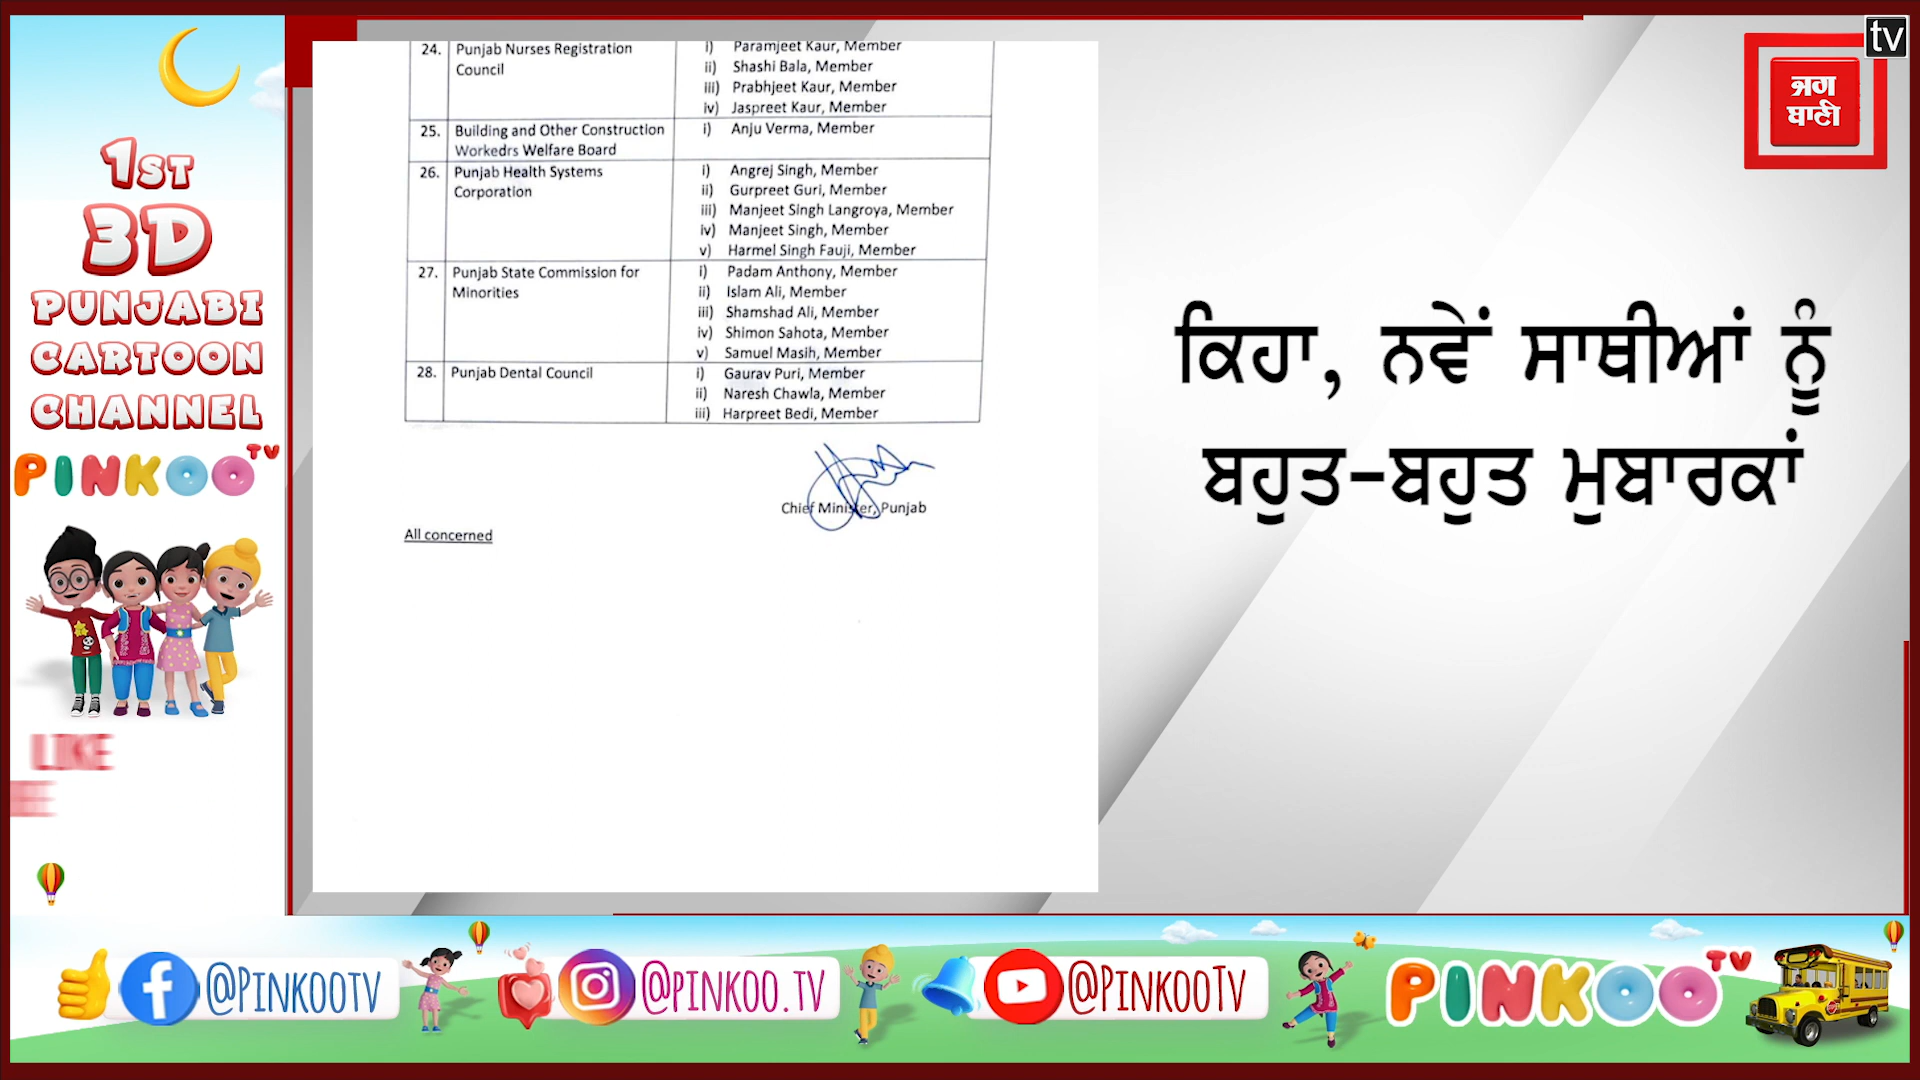 1ST
3D
PUNJABI
CARTOON
CHANNEL
PINKOO TV
LIKE
24. Punjab Nurses Registration Council
i) Paramjeet Kaur, Member
ii) Shashi Bala, Member
iii) Prabhjeet Kaur, Member
iv) Jaspreet Kaur, Member
25. Building and Other Construction Workedrs Welfare Board
i) Anju Verma, Member
26. Punjab Health Systems Corporation
i) Angrej Singh, Member
ii) Gurpreet Guri, Member
iii) Manjeet Singh Langroya, Member
iv) Manjeet Singh, Member
v) Harmel Singh Fauji, Member
27. Punjab State Commission for Minorities
i) Padam Anthony, Member
ii) Islam Ali, Member
iii) Shamshad Ali, Member
iv) Shimon Sahota, Member
v) Samuel Masih, Member
28. Punjab Dental Council
i) Gaurav Puri, Member
ii) Naresh Chawla, Member
iii) Harpreet Bedi, Member
Chief Minister, Punjab
All concerned
tv
ਜਗ
ਬਾਣੀ
ਕਿਹਾ, ਨਵੇਂ ਸਾਥੀਆਂ ਨੂੰ
ਬਹੁਤ-ਬਹੁਤ ਮੁਬਾਰਕਾਂ
@PINKOOTV
@PINKOO.TV
@PINKOOTV
PINKOO TV